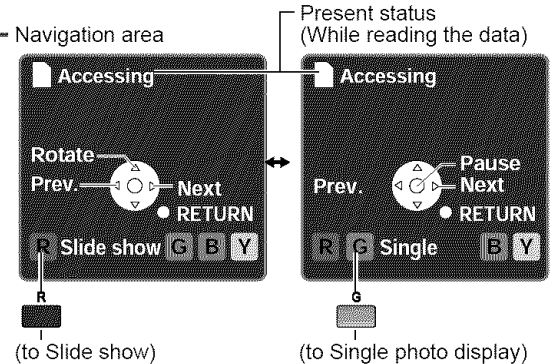 Present status
Navigation area
(While reading the data)
Accessing
Accessing
Rotate
Prev.
Next
RETURN
R Slide show G B Y
Pause
Prev.
Next
RETURN
R G Single B Y
R
G
(to Slide show)
(to Single photo display)